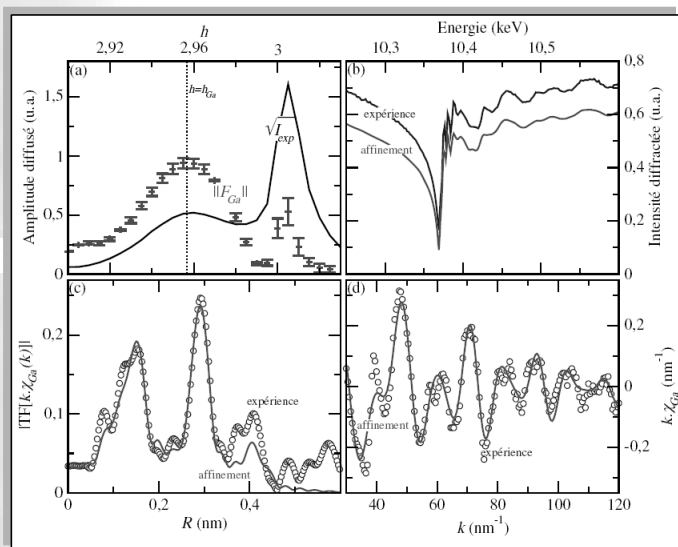 h
Energie (keV)
2,92 2,96 3
10,3 10,4 10,5
(a)
h=h_Ga
√I_exp
||F_Ga||
Amplitude diffusé (u.a.)
1,5
1
0,5
0
(b)
expérience
affinement
0,8
0,6
0,4
0,2
0
Intensité diffractée (u.a.)
(c)
|TF[k.χ_Ga(k)]|
0,2
0,1
0
expérience
affinement
0 0,2 0,4
R (nm)
(d)
affinement
expérience
0,2
0
-0,2
k.χ_Ga (nm⁻¹)
40 60 80 100 120
k (nm⁻¹)